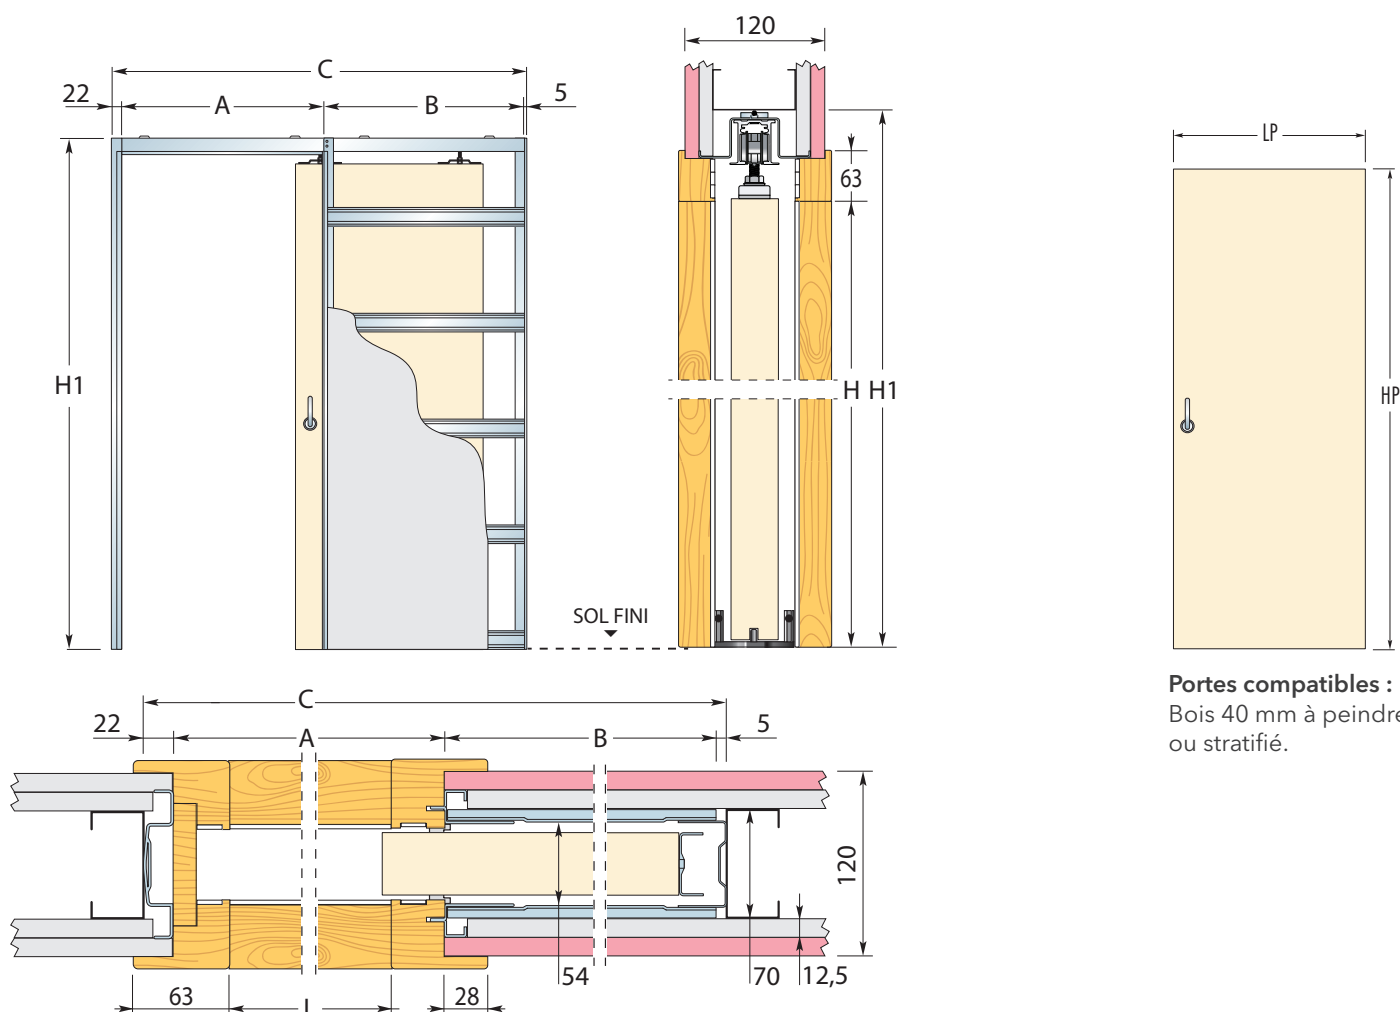 120
C
22
A
B
5
LP
63
H1
H
H1
HP
SOL FINI
Portes compatibles :
Bois 40 mm à peindre
ou stratifié.
C
22
A
B
5
120
54
70
12,5
63
L
28